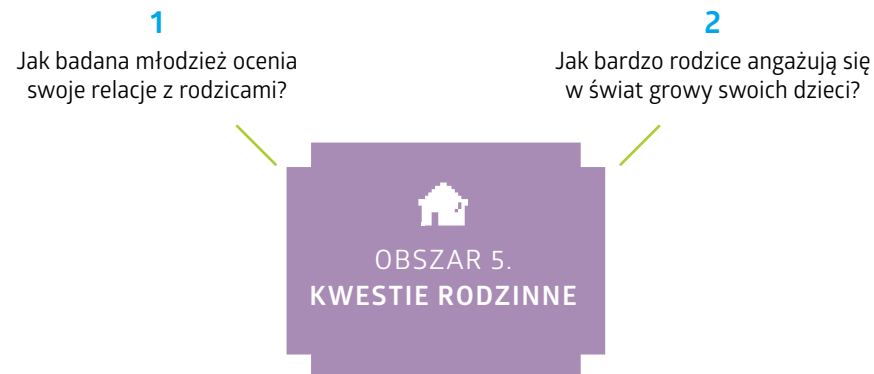 1
Jak badana młodzież ocenia
swoje relacje z rodzicami?
2
Jak bardzo rodzice angażują się
w świat growy swoich dzieci?
OBSZAR 5.
KWESTIE RODZINNE